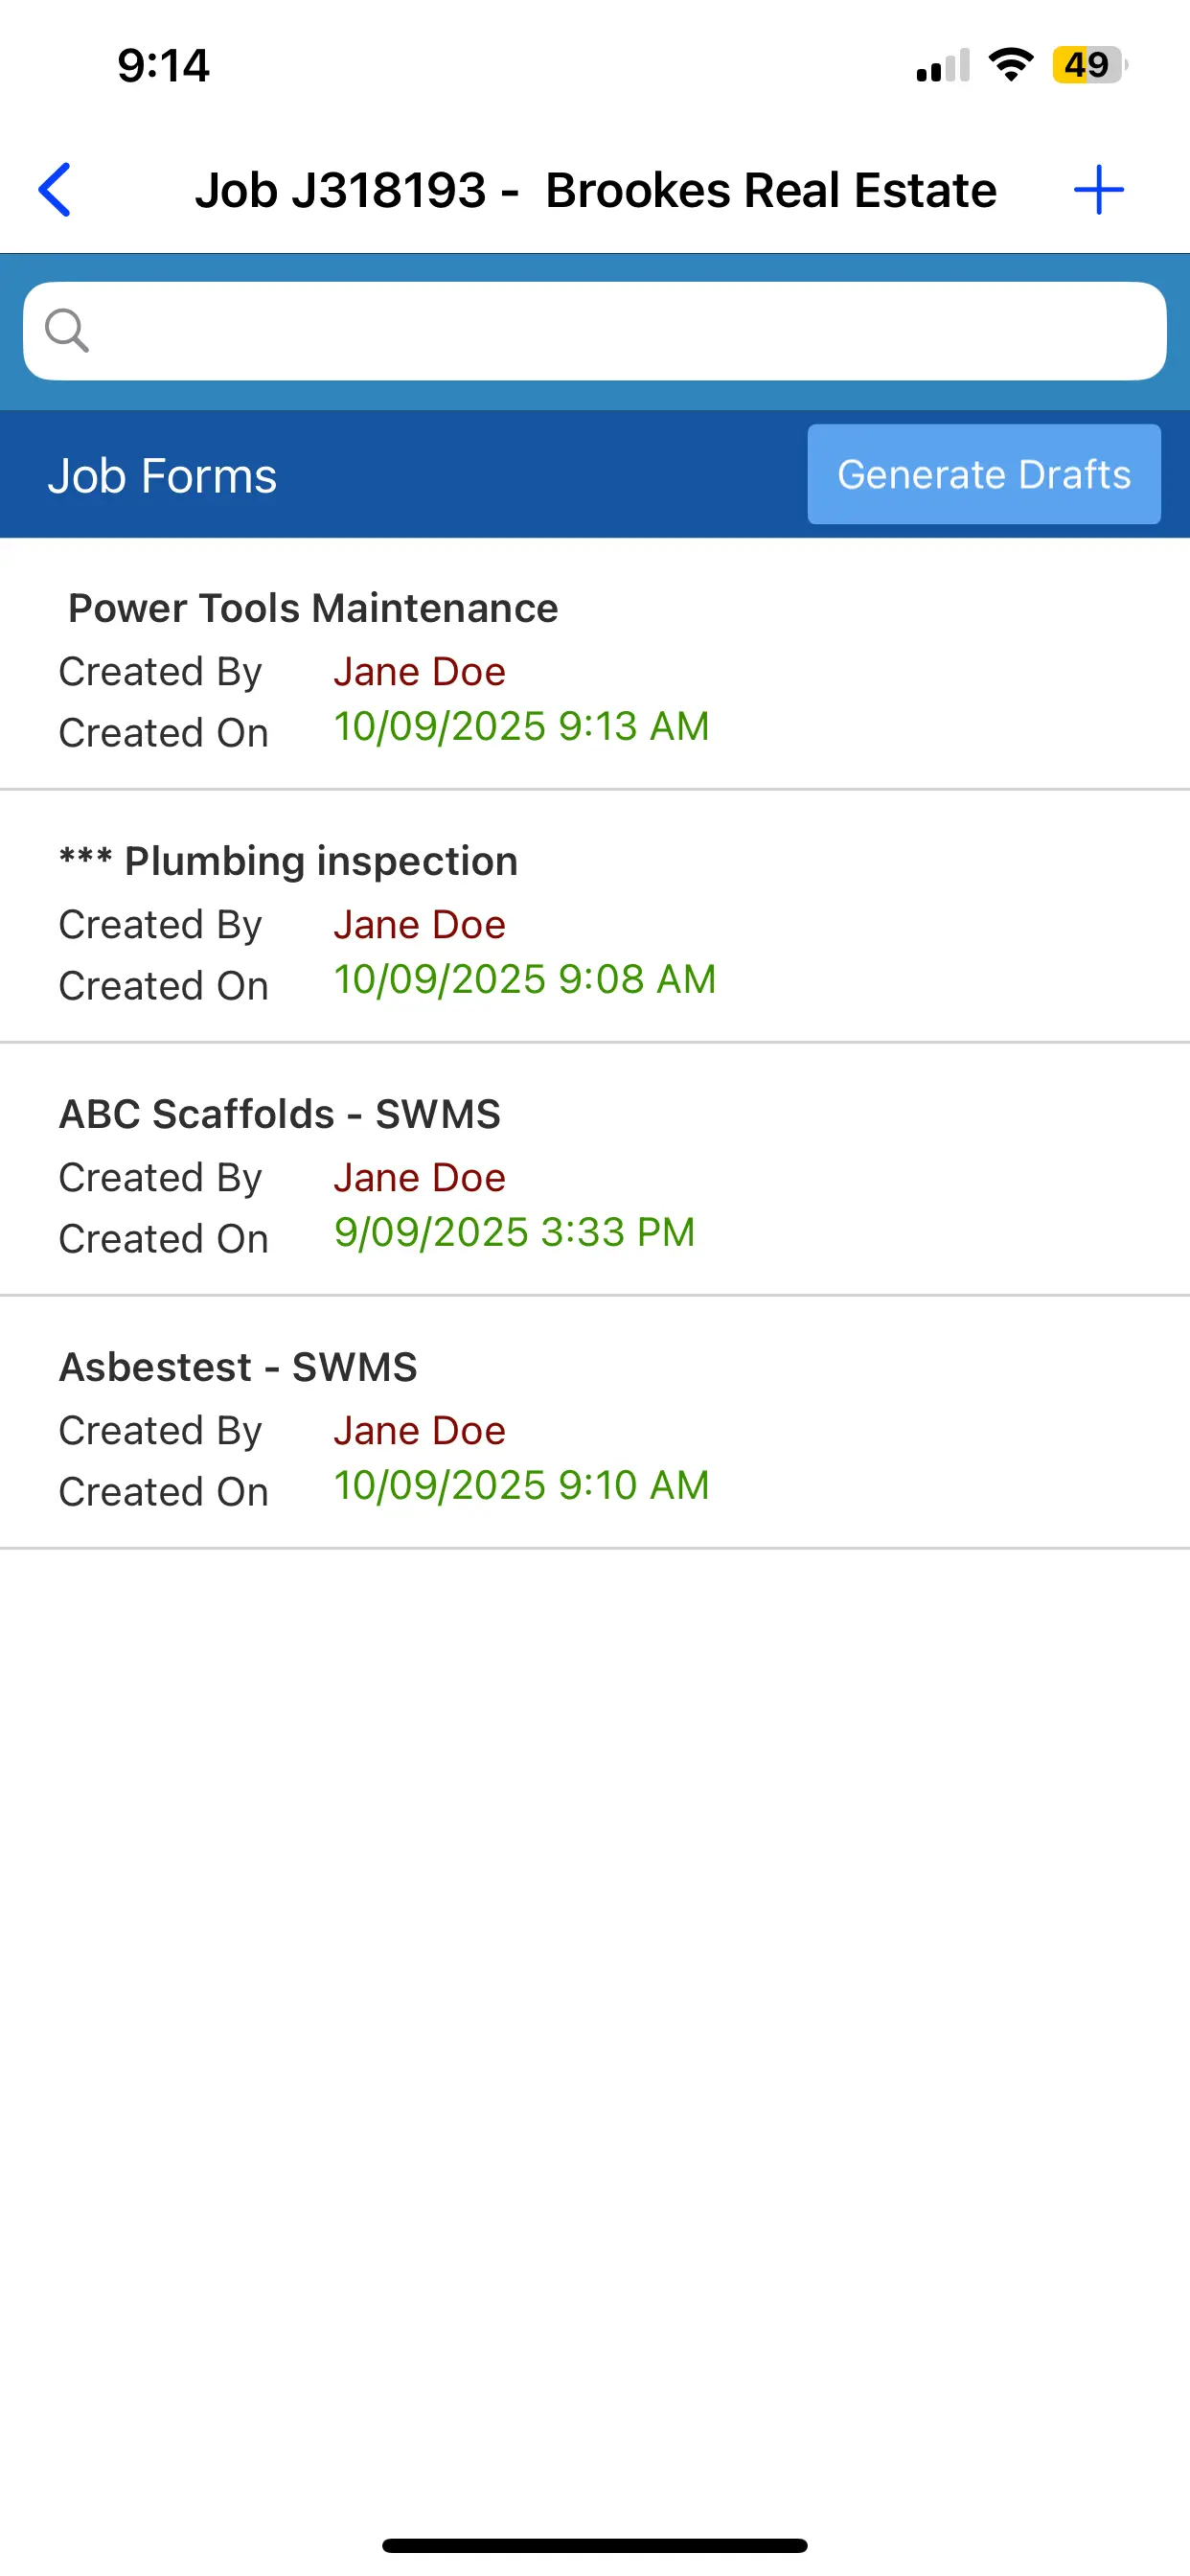 9:14
49
Job J318193 -  Brookes Real Estate
Job Forms
Generate Drafts
Power Tools Maintenance
Created By Jane Doe
Created On 10/09/2025 9:13 AM
*** Plumbing inspection
Created By Jane Doe
Created On 10/09/2025 9:08 AM
ABC Scaffolds - SWMS
Created By Jane Doe
Created On 9/09/2025 3:33 PM
Asbestest - SWMS
Created By Jane Doe
Created On 10/09/2025 9:10 AM